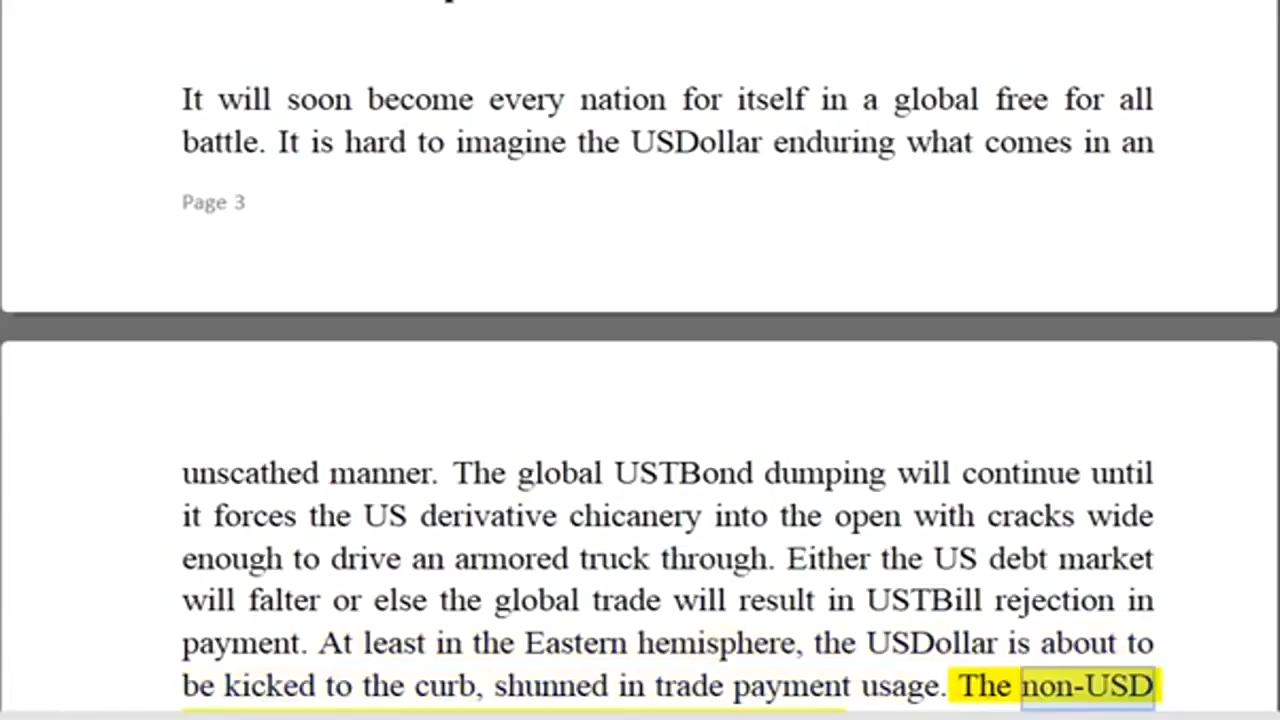 It will soon become every nation for itself in a global free for all
battle. It is hard to imagine the USDollar enduring what comes in an
Page 3
unscathed manner. The global USTBond dumping will continue until
it forces the US derivative chicanery into the open with cracks wide
enough to drive an armored truck through. Either the US debt market
will falter or else the global trade will result in USTBill rejection in
payment. At least in the Eastern hemisphere, the USDollar is about to
be kicked to the curb, shunned in trade payment usage. The non-USD